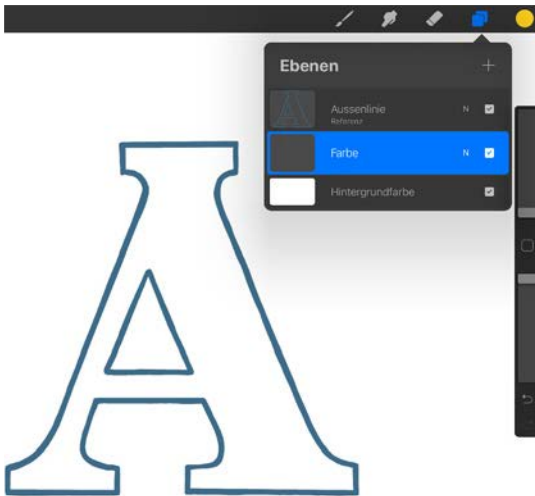 Ebenen
Aussenlinie N
Referenz
Farbe N
Hintergrundfarbe
A